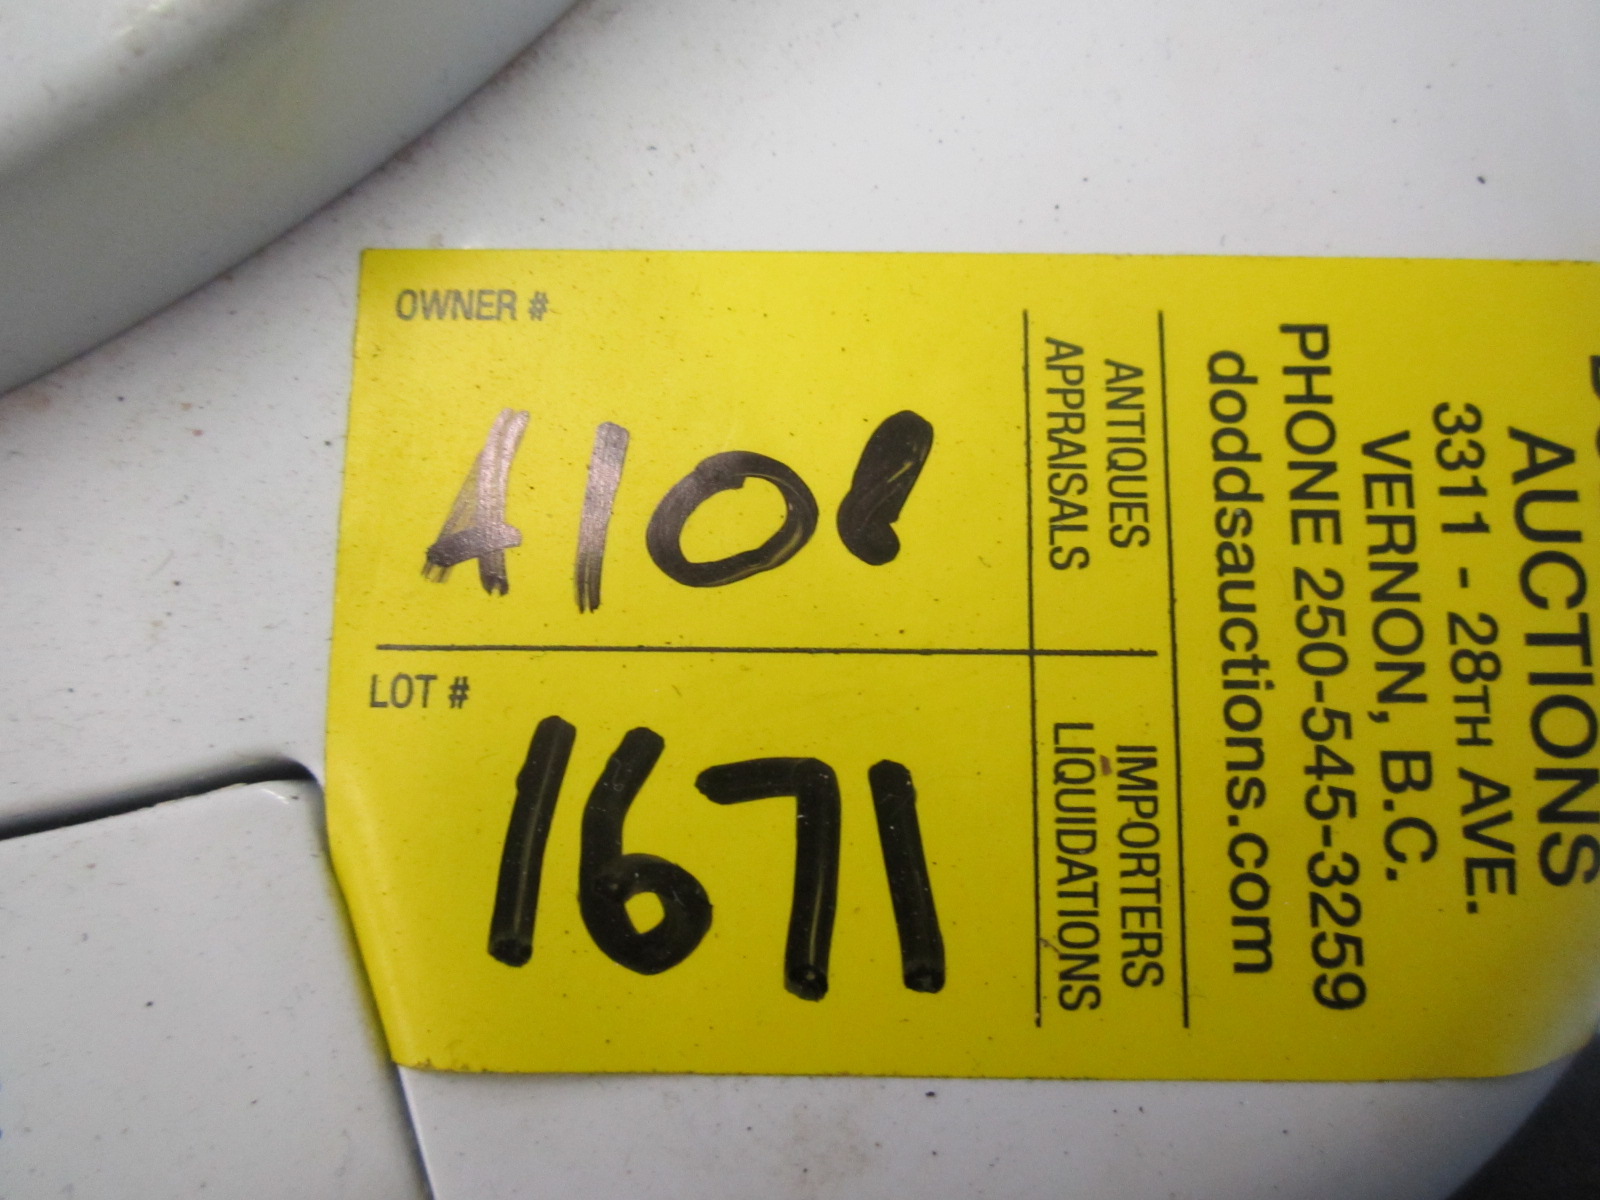 OWNER #
LOT #
1671
ANTIQUES
APPRAISALS
IMPORTERS
LIQUIDATIONS
AUCTIONS
3311 - 28TH AVE.
VERNON, B.C.
PHONE 250-545-3259
doddsauctions.com